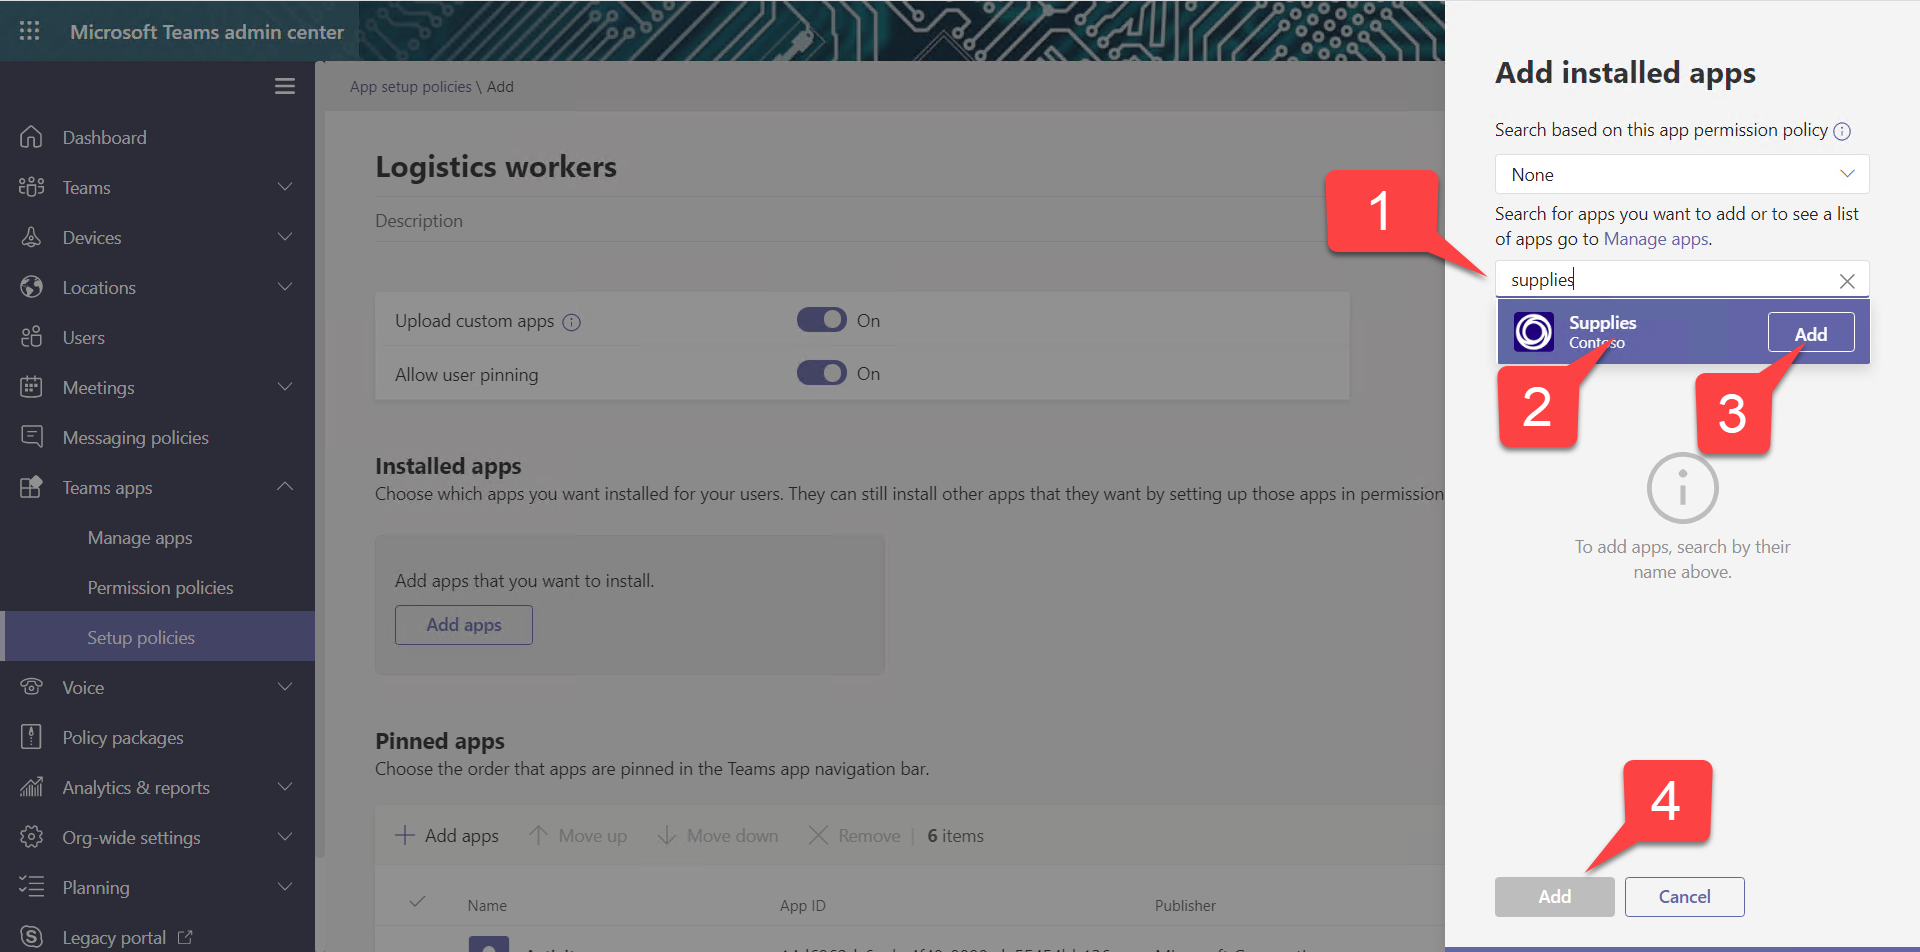 Microsoft Teams admin center
Dashboard
Teams
Devices
Locations
Users
Meetings
Messaging policies
Teams apps
Manage apps
Permission policies
Setup policies
Voice
Policy packages
Analytics & reports
Org-wide settings
Planning
Legacy portal
App setup policies \ Add
Logistics workers
Description
Upload custom apps
On
Allow user pinning
On
Installed apps
Choose which apps you want installed for your users. They can still install other apps that they want by setting up those apps in permission
Add apps that you want to install.
Add apps
Pinned apps
Choose the order that apps are pinned in the Teams app navigation bar.
Add apps Move up Move down Remove | 6 items
Name App ID Publisher
Add installed apps
Search based on this app permission policy
None
Search for apps you want to add or to see a list
of apps go to Manage apps.
1
supplies
Supplies
Contoso
Add
2
3
To add apps, search by their
name above.
4
Add Cancel